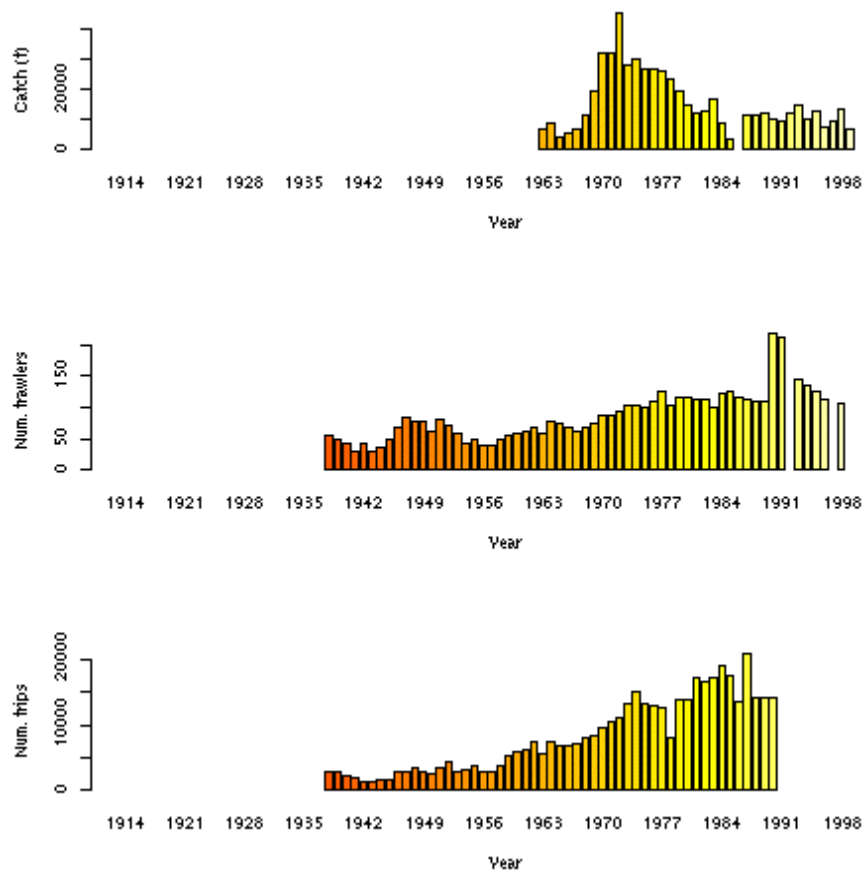 Catch (t)
0 20000
1914 1921 1928 1935 1942 1949 1956 1963 1970 1977 1984 1991 1998
Year
Num. trawlers
0 50 150
1914 1921 1928 1935 1942 1949 1956 1963 1970 1977 1984 1991 1998
Year
Num. trips
0 10000 20000
1914 1921 1928 1935 1942 1949 1956 1963 1970 1977 1984 1991 1998
Year